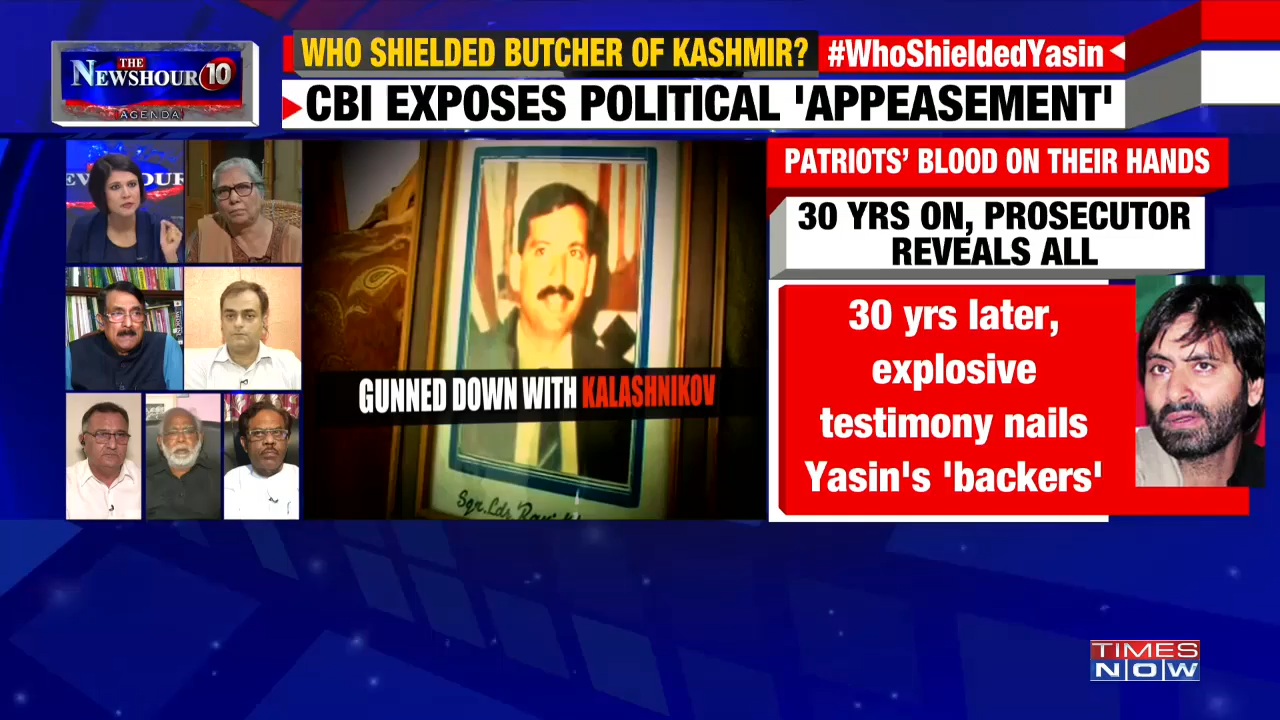 THE
NEWSHOUR 10
AGENDA
WHO SHIELDED BUTCHER OF KASHMIR?
#WhoShieldedYasin
CBI EXPOSES POLITICAL 'APPEASEMENT'
PATRIOTS' BLOOD ON THEIR HANDS
30 YRS ON, PROSECUTOR
REVEALS ALL
30 yrs later,
explosive
testimony nails
Yasin's 'backers'
GUNNED DOWN WITH KALASHNIKOV
Sqn. Ldr.
TIMES
NOW